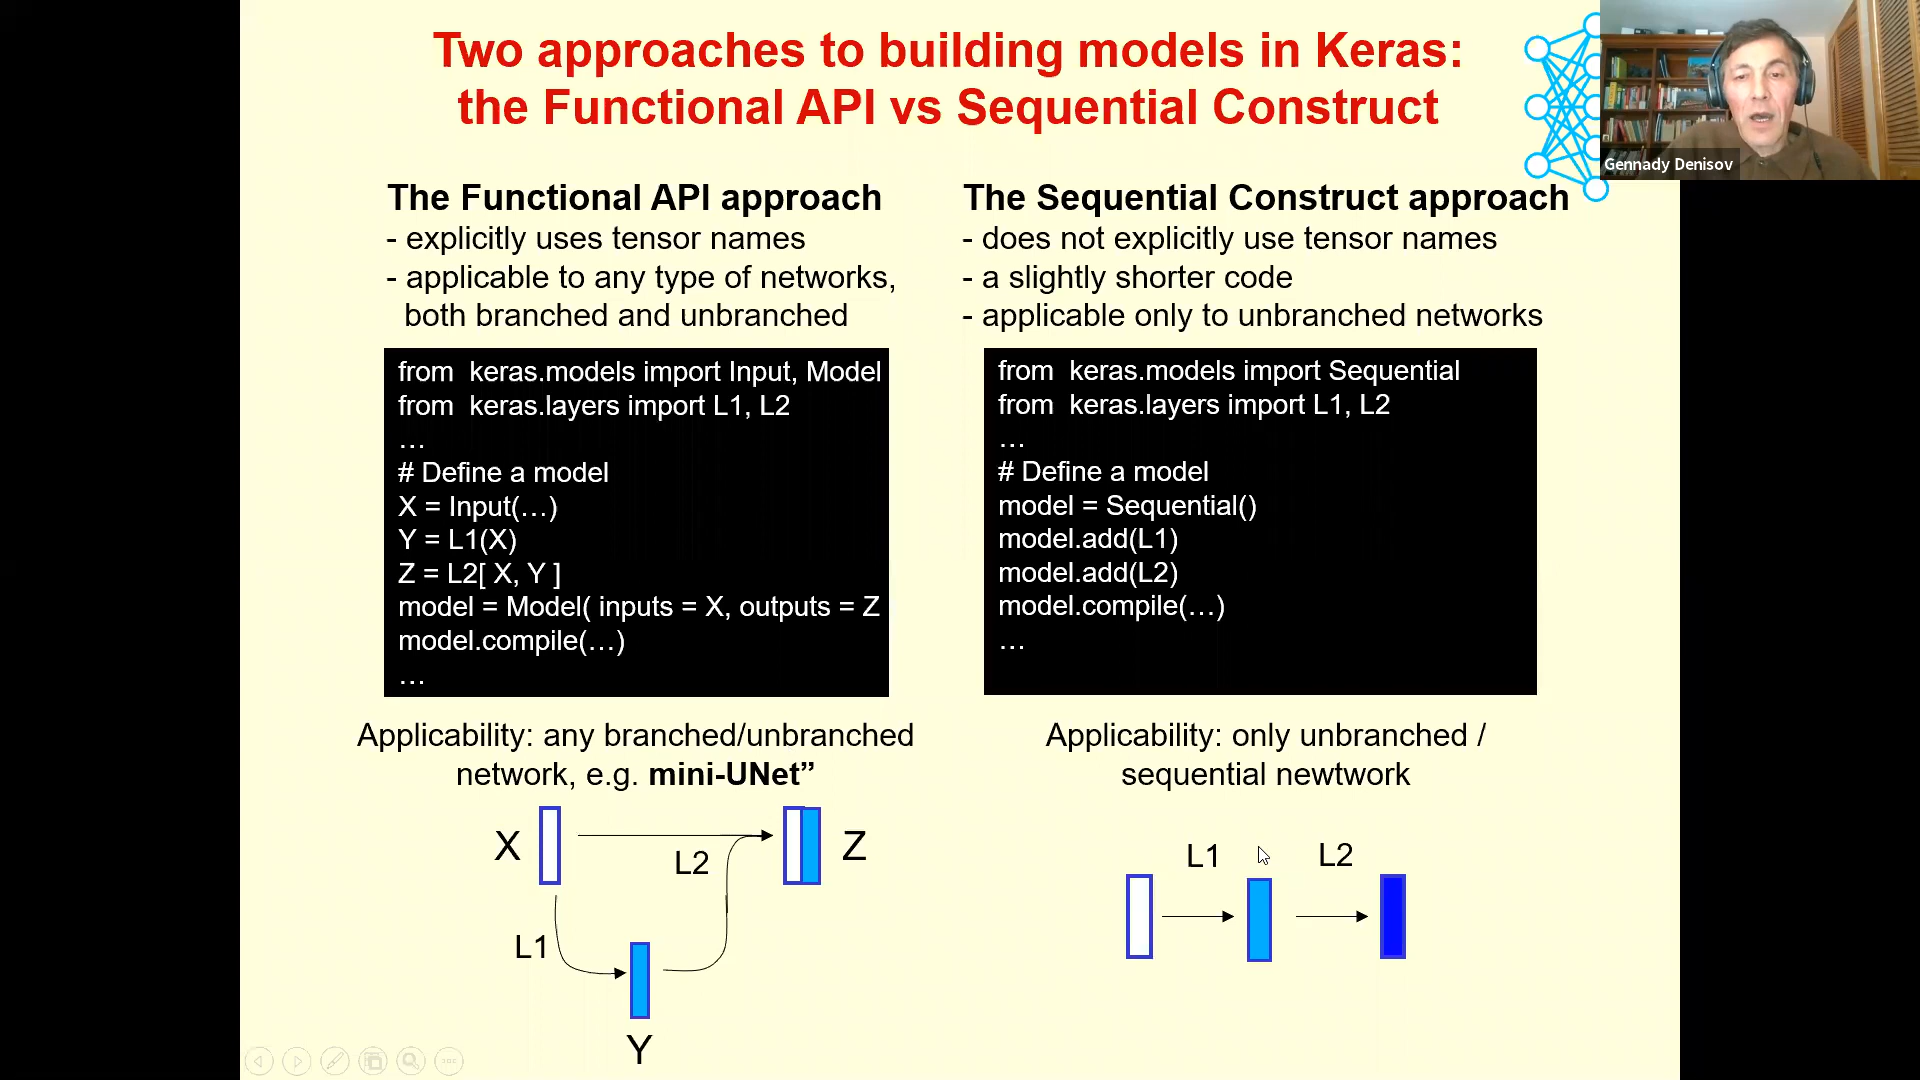 Two approaches to building models in Keras:
the Functional API vs Sequential Construct
Gennady Denisov
The Functional API approach
- explicitly uses tensor names
- applicable to any type of networks,
both branched and unbranched
from keras.models import Input, Model
from keras.layers import L1, L2
…
# Define a model
X = Input(…)
Y = L1(X)
Z = L2[ X, Y ]
model = Model( inputs = X, outputs = Z
model.compile(…)
…
Applicability: any branched/unbranched
network, e.g. mini-UNet”
X
L2
Z
L1
Y
The Sequential Construct approach
- does not explicitly use tensor names
- a slightly shorter code
- applicable only to unbranched networks
from keras.models import Sequential
from keras.layers import L1, L2
…
# Define a model
model = Sequential()
model.add(L1)
model.add(L2)
model.compile(…)
…
Applicability: only unbranched /
sequential newtwork
L1
L2